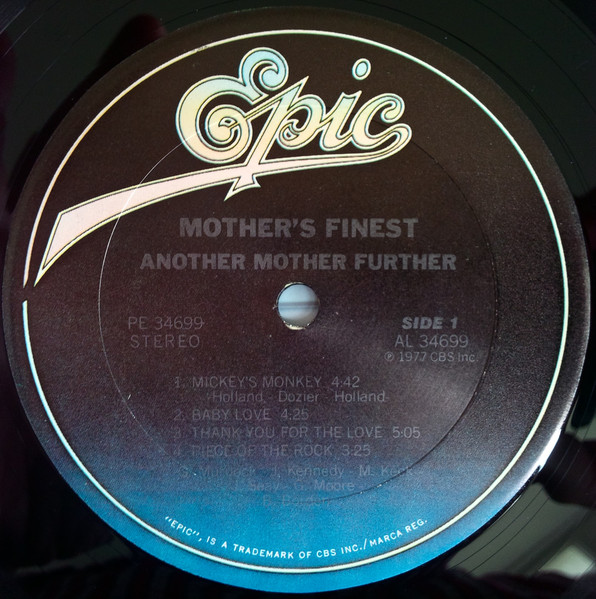 Epic
MOTHER'S FINEST
ANOTHER MOTHER FURTHER
PE 34699
STEREO
SIDE 1
AL 34699
℗ 1977 CBS Inc.
1. MICKEY'S MONKEY 4:42
Holland, Dozier Holland
2. BABY LOVE 4:25
3. THANK YOU FOR THE LOVE 5:05
4. PIECE OF THE ROCK 3:25
J. Kennedy - M. Keck
J. Seay - Moore
"EPIC", IS A TRADEMARK OF CBS INC./MARCA REG.